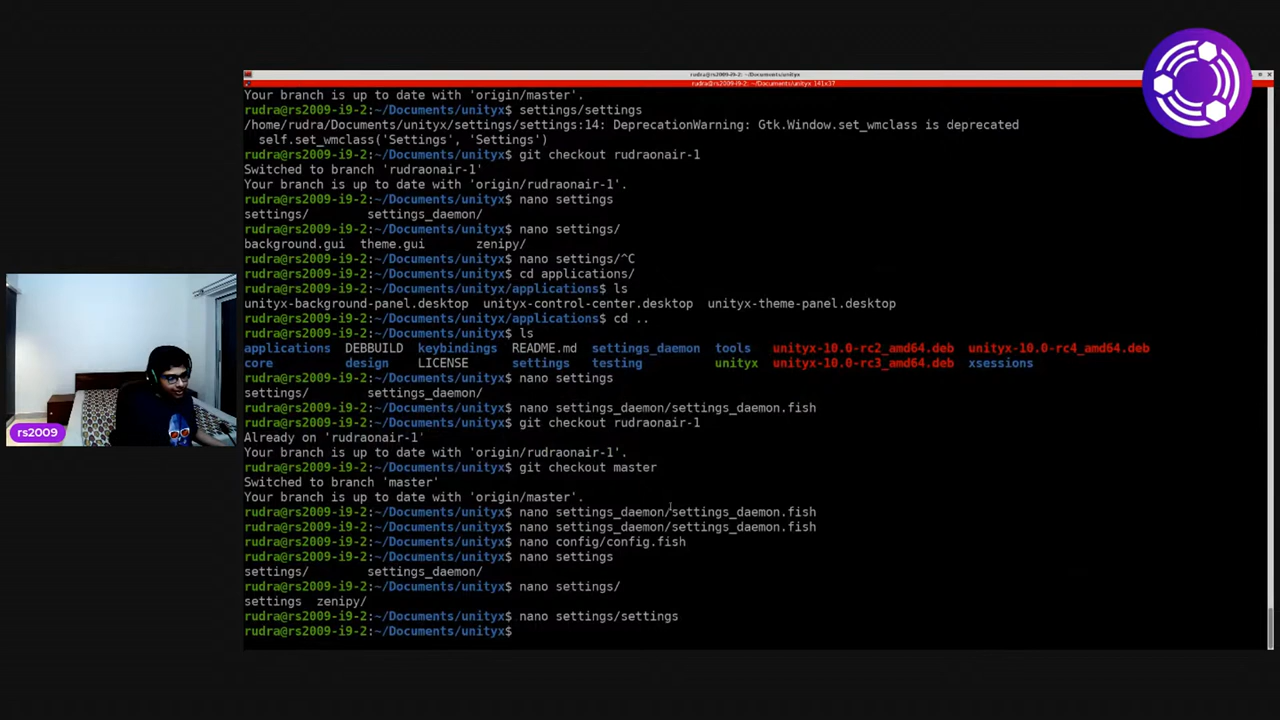 rudra@rs2009-i9-2: ~/Documents/unityx
rudra@rs2009-i9-2: ~/Documents/unityx 141x37
Your branch is up to date with 'origin/master'.
rudra@rs2009-i9-2:~/Documents/unityx$ settings/settings
/home/rudra/Documents/unityx/settings/settings:14: DeprecationWarning: Gtk.Window.set_wmclass is deprecated
self.set_wmclass('Settings', 'Settings')
rudra@rs2009-i9-2:~/Documents/unityx$ git checkout rudraonair-1
Switched to branch 'rudraonair-1'
Your branch is up to date with 'origin/rudraonair-1'.
rudra@rs2009-i9-2:~/Documents/unityx$ nano settings
settings/ settings_daemon/
rudra@rs2009-i9-2:~/Documents/unityx$ nano settings/
background.gui theme.gui zenipy/
rudra@rs2009-i9-2:~/Documents/unityx$ nano settings/^C
rudra@rs2009-i9-2:~/Documents/unityx$ cd applications/
rudra@rs2009-i9-2:~/Documents/unityx/applications$ ls
unityx-background-panel.desktop unityx-control-center.desktop unityx-theme-panel.desktop
rudra@rs2009-i9-2:~/Documents/unityx/applications$ cd ..
rudra@rs2009-i9-2:~/Documents/unityx$ ls
applications DEBBUILD keybindings README.md settings_daemon tools unityx-10.0-rc2_amd64.deb unityx-10.0-rc4_amd64.deb
core design LICENSE settings testing unityx unityx-10.0-rc3_amd64.deb xsessions
rudra@rs2009-i9-2:~/Documents/unityx$ nano settings
settings/ settings_daemon/
rudra@rs2009-i9-2:~/Documents/unityx$ nano settings_daemon/settings_daemon.fish
rudra@rs2009-i9-2:~/Documents/unityx$ git checkout rudraonair-1
Already on 'rudraonair-1'
Your branch is up to date with 'origin/rudraonair-1'.
rudra@rs2009-i9-2:~/Documents/unityx$ git checkout master
Switched to branch 'master'
Your branch is up to date with 'origin/master'.
rudra@rs2009-i9-2:~/Documents/unityx$ nano settings_daemon/settings_daemon.fish
rudra@rs2009-i9-2:~/Documents/unityx$ nano settings_daemon/settings_daemon.fish
rudra@rs2009-i9-2:~/Documents/unityx$ nano config/config.fish
rudra@rs2009-i9-2:~/Documents/unityx$ nano settings
settings/ settings_daemon/
rudra@rs2009-i9-2:~/Documents/unityx$ nano settings/
settings zenipy/
rudra@rs2009-i9-2:~/Documents/unityx$ nano settings/settings
rudra@rs2009-i9-2:~/Documents/unityx$
rs2009